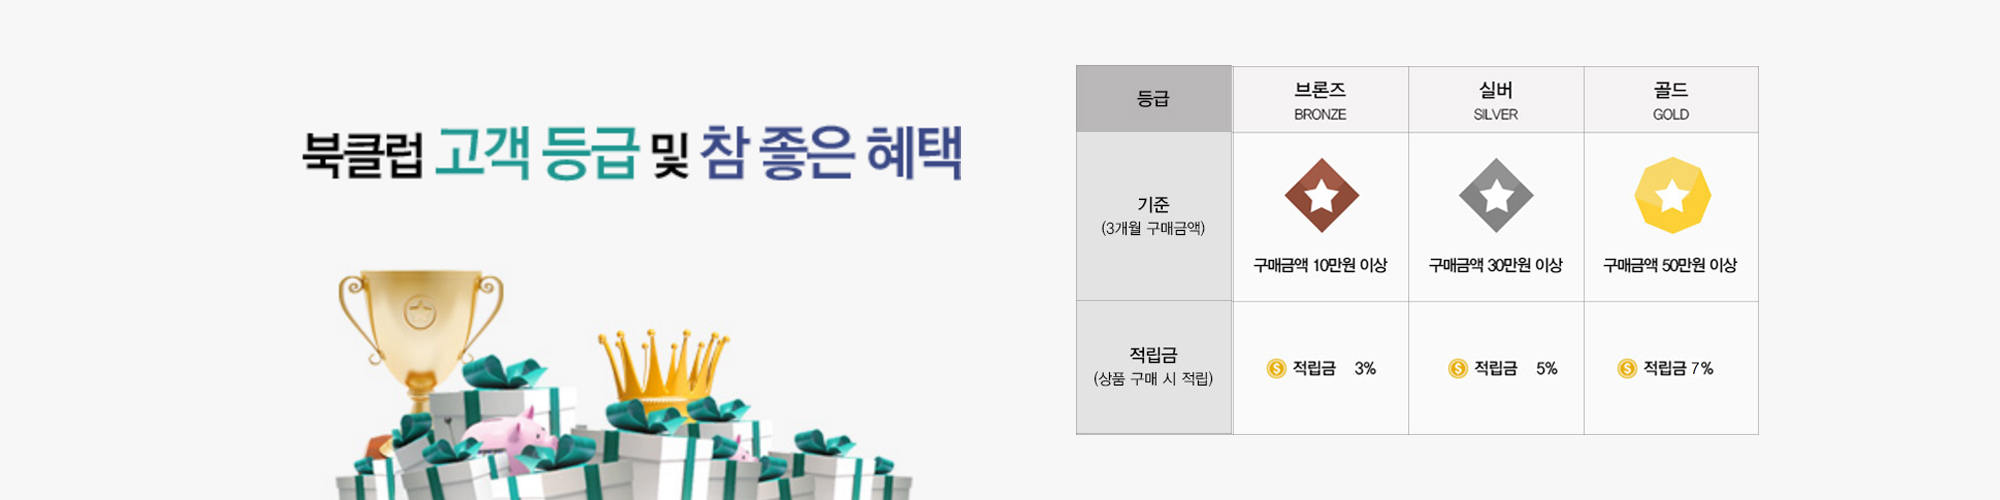 북클럽 고객 등급 및 참 좋은 혜택
등급
브론즈
BRONZE
실버
SILVER
골드
GOLD
기준
(3개월 구매금액)
구매금액 10만원 이상
구매금액 30만원 이상
구매금액 50만원 이상
적립금
(상품 구매 시 적립)
적립금 3%
적립금 5%
적립금 7%